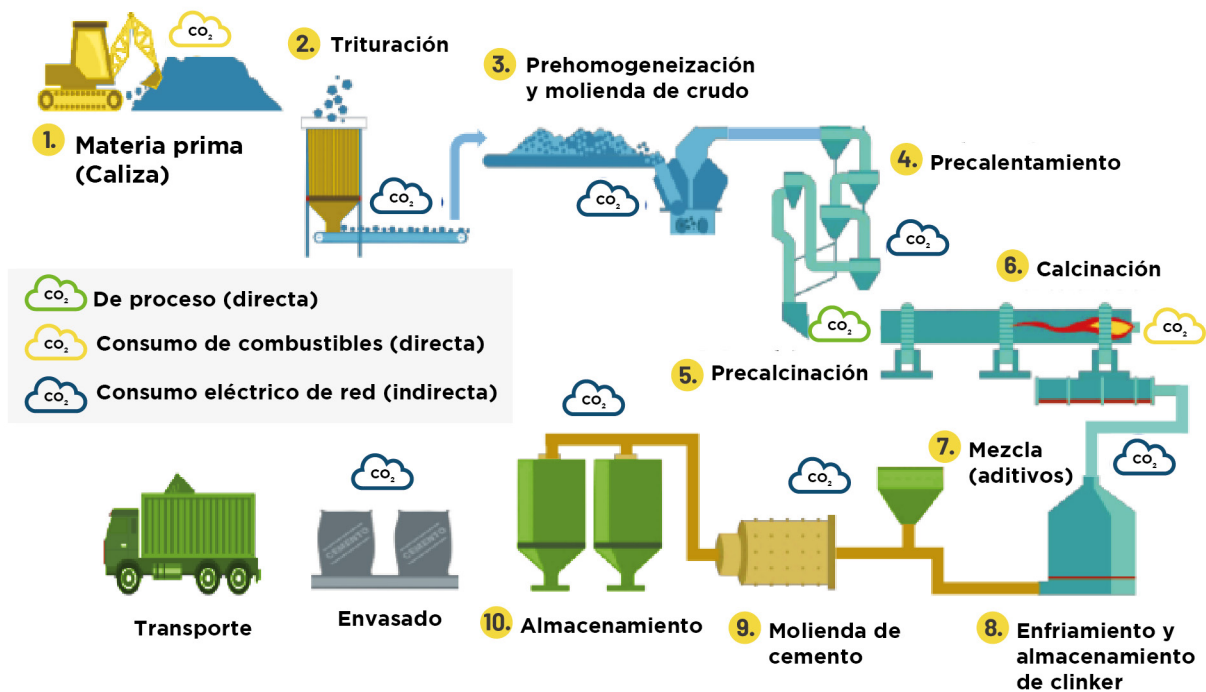 CO₂
1. Materia prima
(Caliza)
2. Trituración
CO₂
3. Prehomogeneización
y molienda de crudo
CO₂
4. Precalentamiento
CO₂
CO₂ De proceso (directa)
CO₂ Consumo de combustibles (directa)
CO₂ Consumo eléctrico de red (indirecta)
5. Precalcinación
CO₂
6. Calcinación
CO₂
7. Mezcla
(aditivos)
CO₂
8. Enfriamiento y
almacenamiento
de clinker
CO₂
9. Molienda de
cemento
CO₂
10. Almacenamiento
CO₂
CEMENTO
CEMENTO
Envasado
Transporte